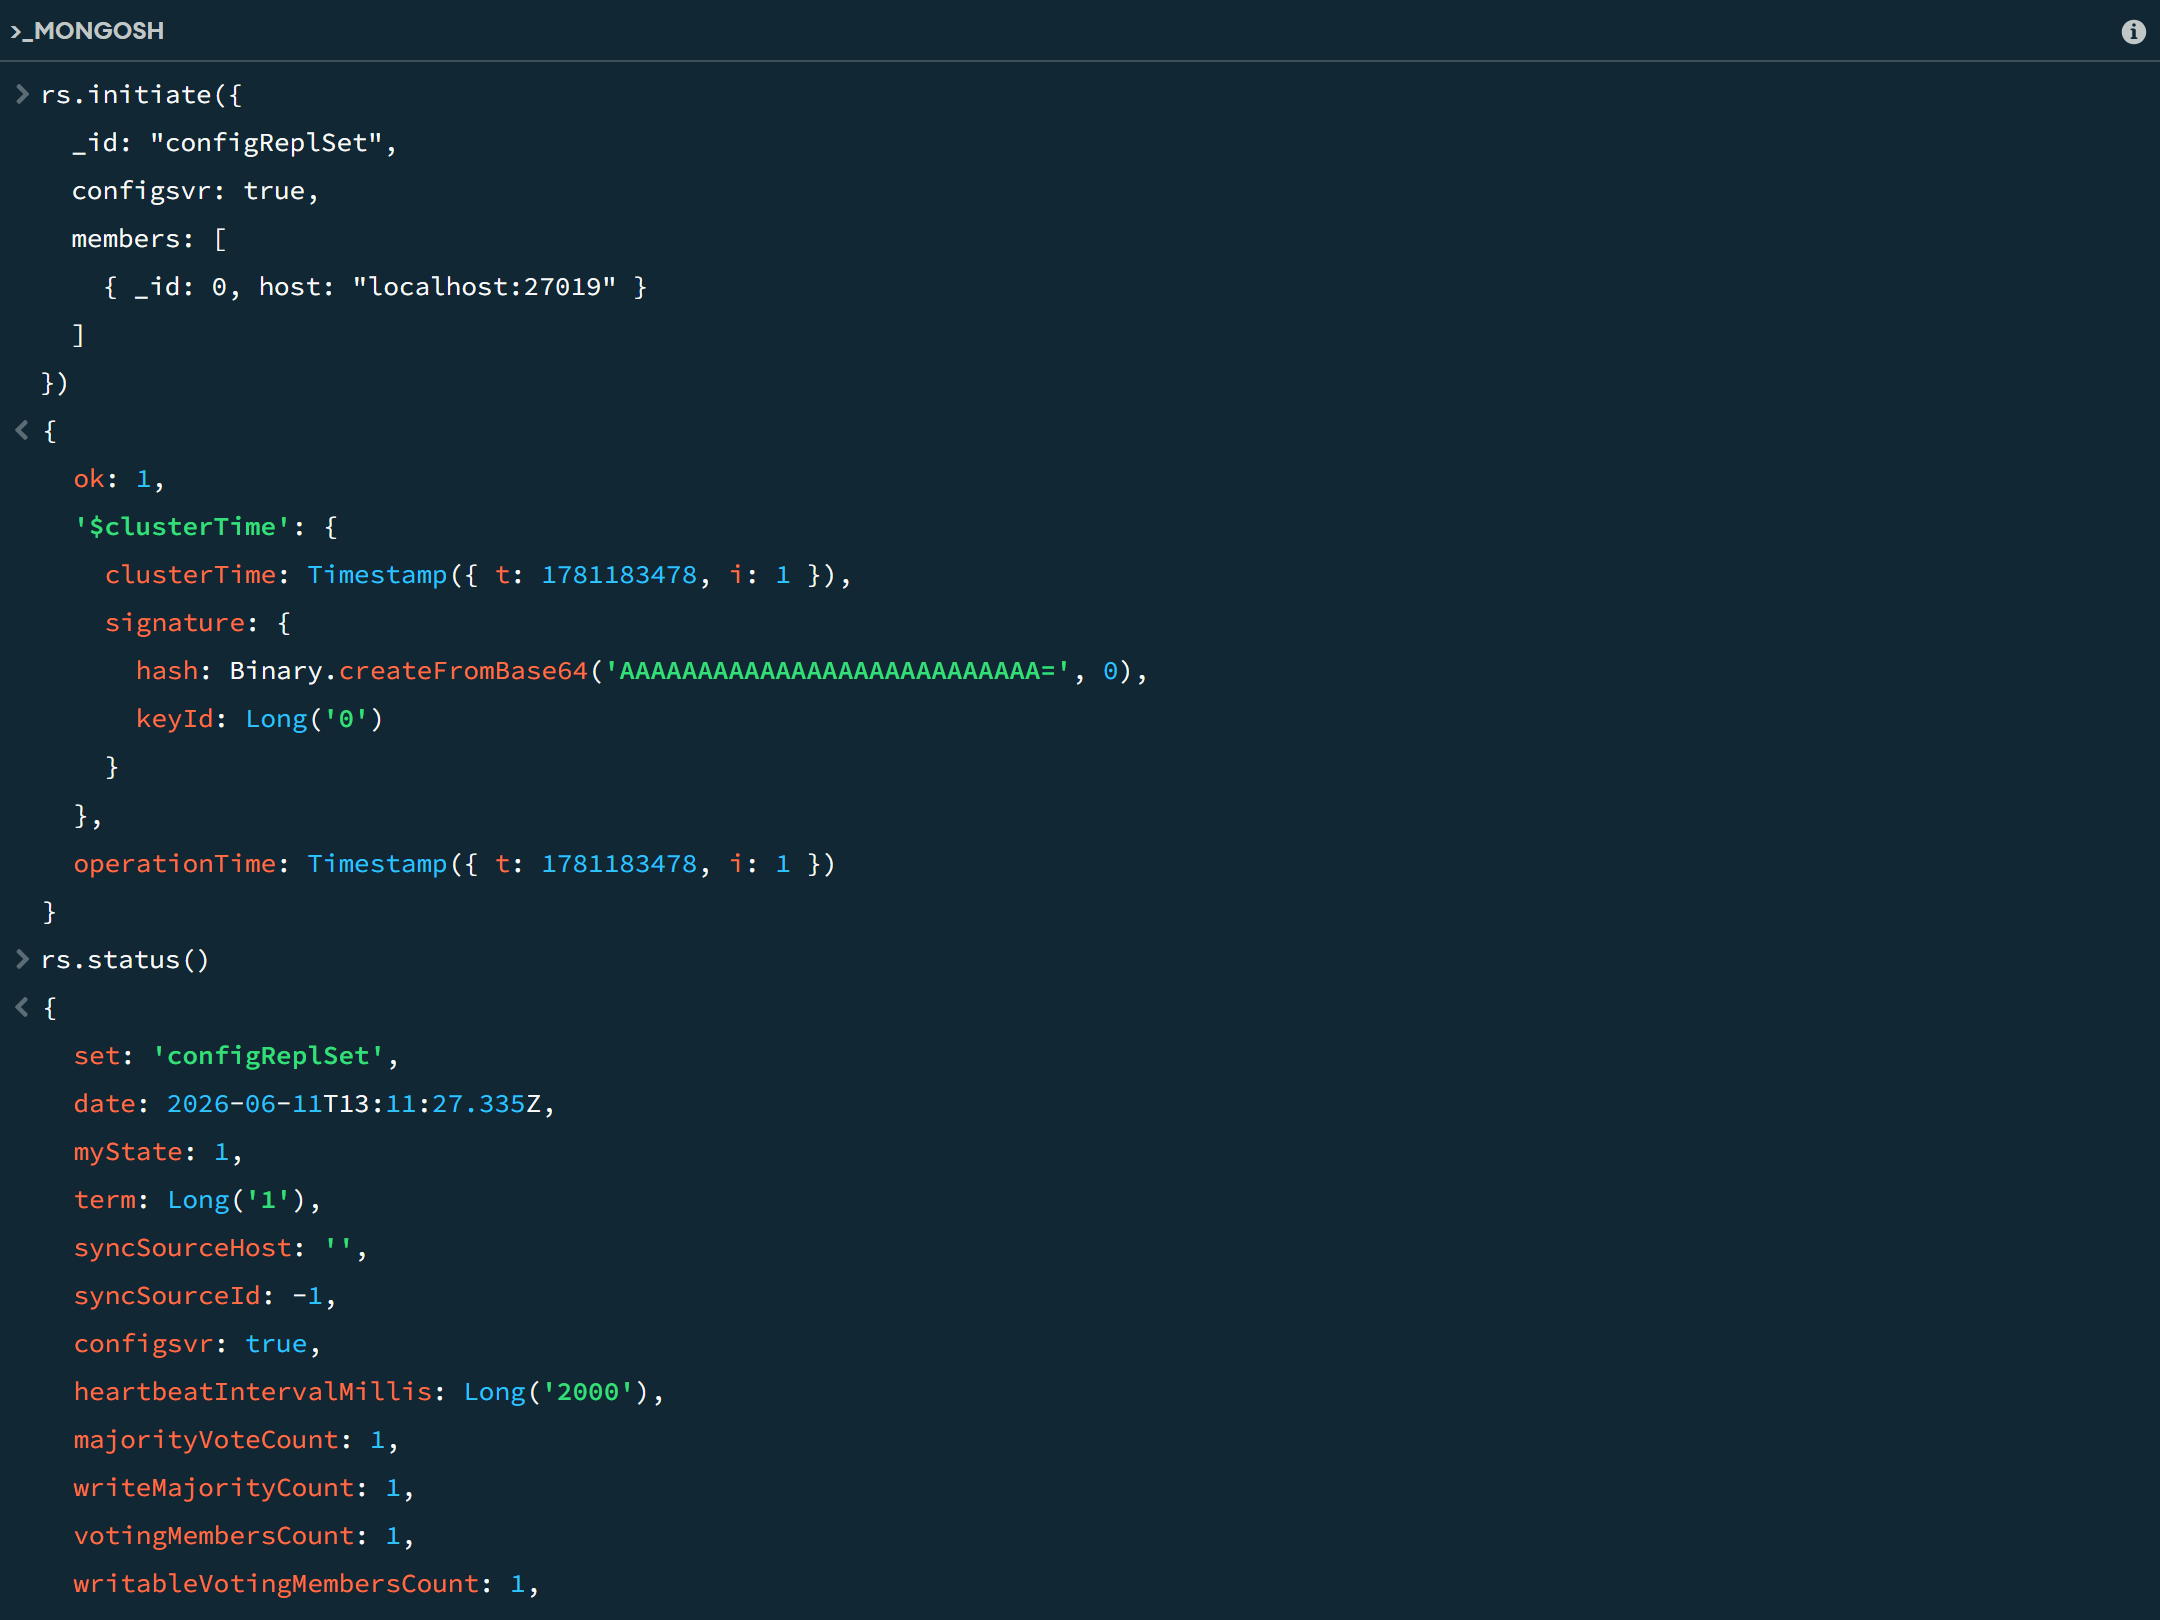 >_MONGOSH
> rs.initiate({
_id: "configReplSet",
configsvr: true,
members: [
{ _id: 0, host: "localhost:27019" }
]
})
< {
ok: 1,
'$clusterTime': {
clusterTime: Timestamp({ t: 1781183478, i: 1 }),
signature: {
hash: Binary.createFromBase64('AAAAAAAAAAAAAAAAAAAAAAAAAAA=', 0),
keyId: Long('0')
}
},
operationTime: Timestamp({ t: 1781183478, i: 1 })
}
> rs.status()
< {
set: 'configReplSet',
date: 2026-06-11T13:11:27.335Z,
myState: 1,
term: Long('1'),
syncSourceHost: '',
syncSourceId: -1,
configsvr: true,
heartbeatIntervalMillis: Long('2000'),
majorityVoteCount: 1,
writeMajorityCount: 1,
votingMembersCount: 1,
writableVotingMembersCount: 1,